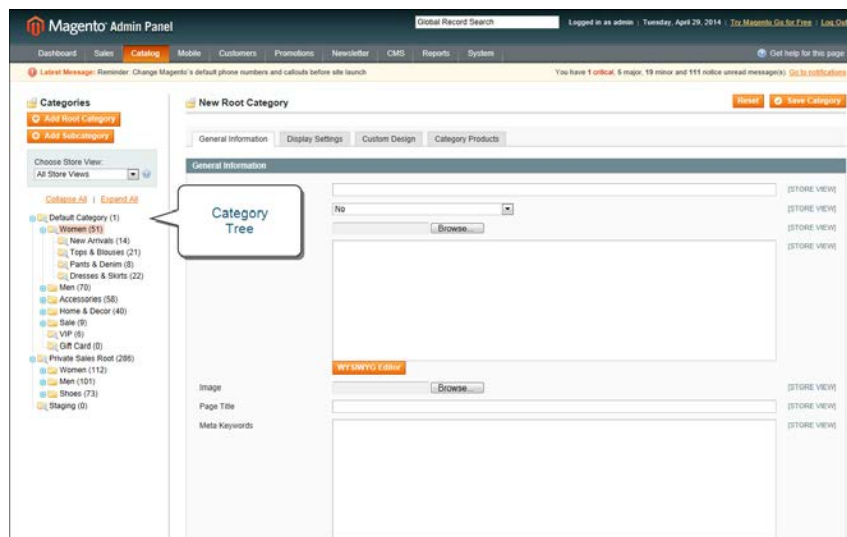 Magento Admin Panel
Global Record Search
Logged in as admin | Tuesday, April 29, 2014 | Try Magento Go for Free | Log Out
Dashboard Sales Catalog Mobile Customers Promotions Newsletter CMS Reports System
Get help for this page
Latest Message: Reminder: Change Magento's default phone numbers and callouts before site launch
You have 1 critical, 5 major, 19 minor and 111 notice unread message(s). Go to notifications
Categories
Add Root Category
Add Subcategory
Choose Store View:
All Store Views
Collapse All | Expand All
Default Category (1)
Women (51)
New Arrivals (14)
Tops & Blouses (21)
Pants & Denim (8)
Dresses & Skirts (22)
Men (70)
Accessories (58)
Home & Decor (40)
Sale (9)
VIP (6)
Gift Card (0)
Private Sales Root (286)
Women (112)
Men (101)
Shoes (73)
Staging (0)
Category
Tree
New Root Category
Reset
Save Category
General Information
Display Settings
Custom Design
Category Products
General Information
[STORE VIEW]
No
[STORE VIEW]
Browse...
[STORE VIEW]
[STORE VIEW]
WYSIWYG Editor
Image
Browse...
[STORE VIEW]
Page Title
[STORE VIEW]
Meta Keywords
[STORE VIEW]